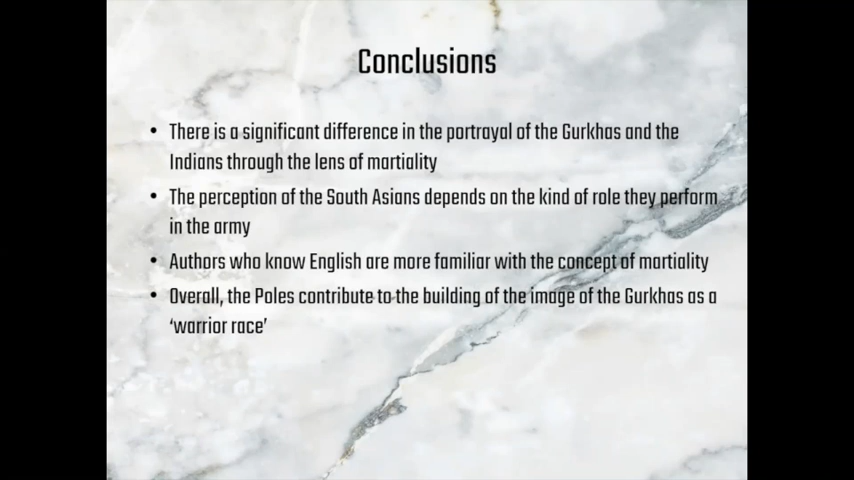 Conclusions
• There is a significant difference in the portrayal of the Gurkhas and the
Indians through the lens of martiality
• The perception of the South Asians depends on the kind of role they perform
in the army
• Authors who know English are more familiar with the concept of martiality
• Overall, the Poles contribute to the building of the image of the Gurkhas as a
‘warrior race’